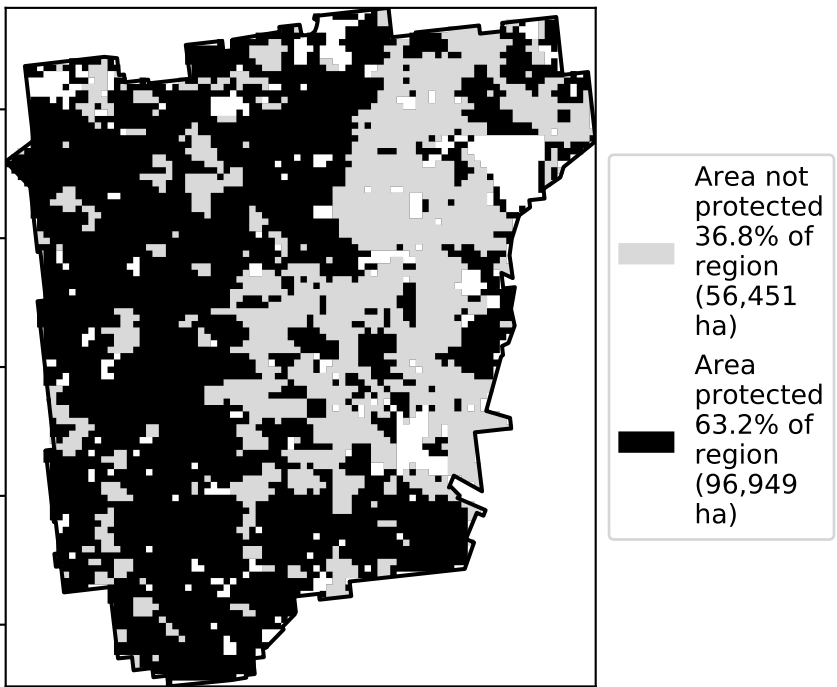 Area not
protected
36.8% of
region
(56,451
ha)
Area
protected
63.2% of
region
(96,949
ha)